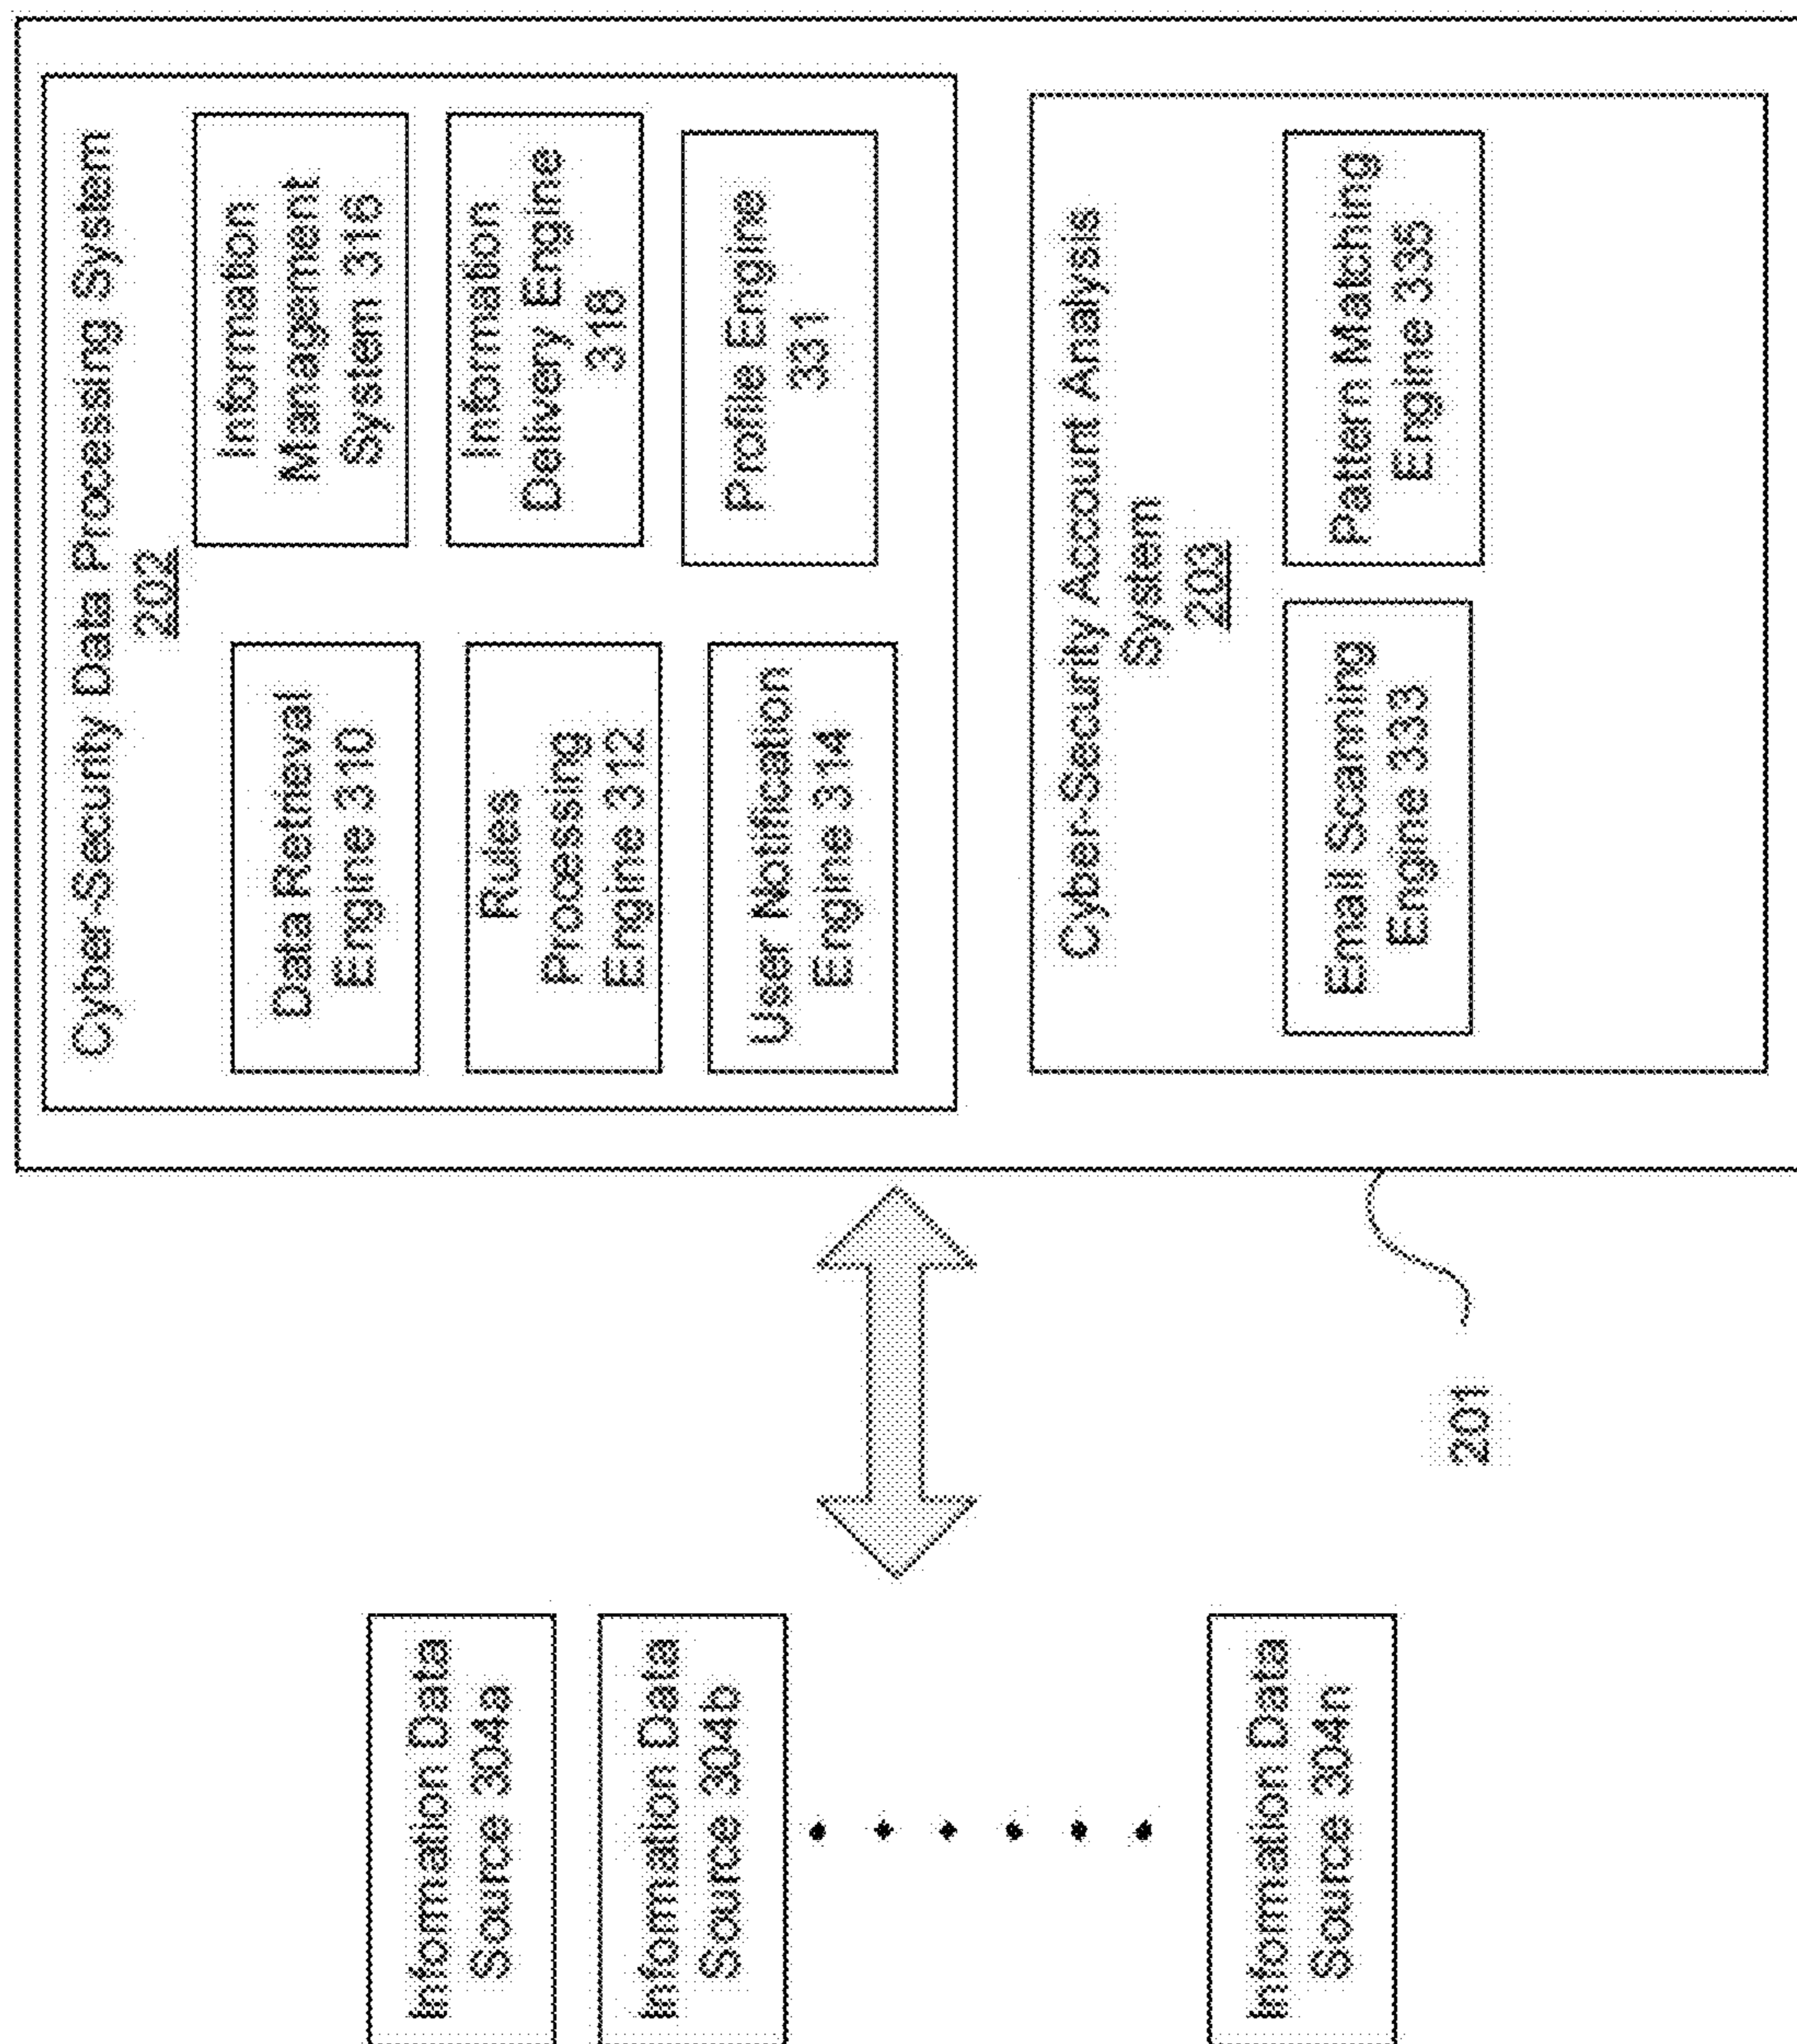 Information Data
Source 304a
Information Data
Source 304b
Information Data
Source 304n
201
Cyber-Security Data Processing System
202
Data Retrieval
Engine 310
Information
Management
System 316
Rules
Processing
Engine 312
Information
Delivery Engine
318
User Notification
Engine 314
Profile Engine
331
Cyber-Security Account Analysis
System
203
Email Scanning
Engine 333
Pattern Matching
Engine 335